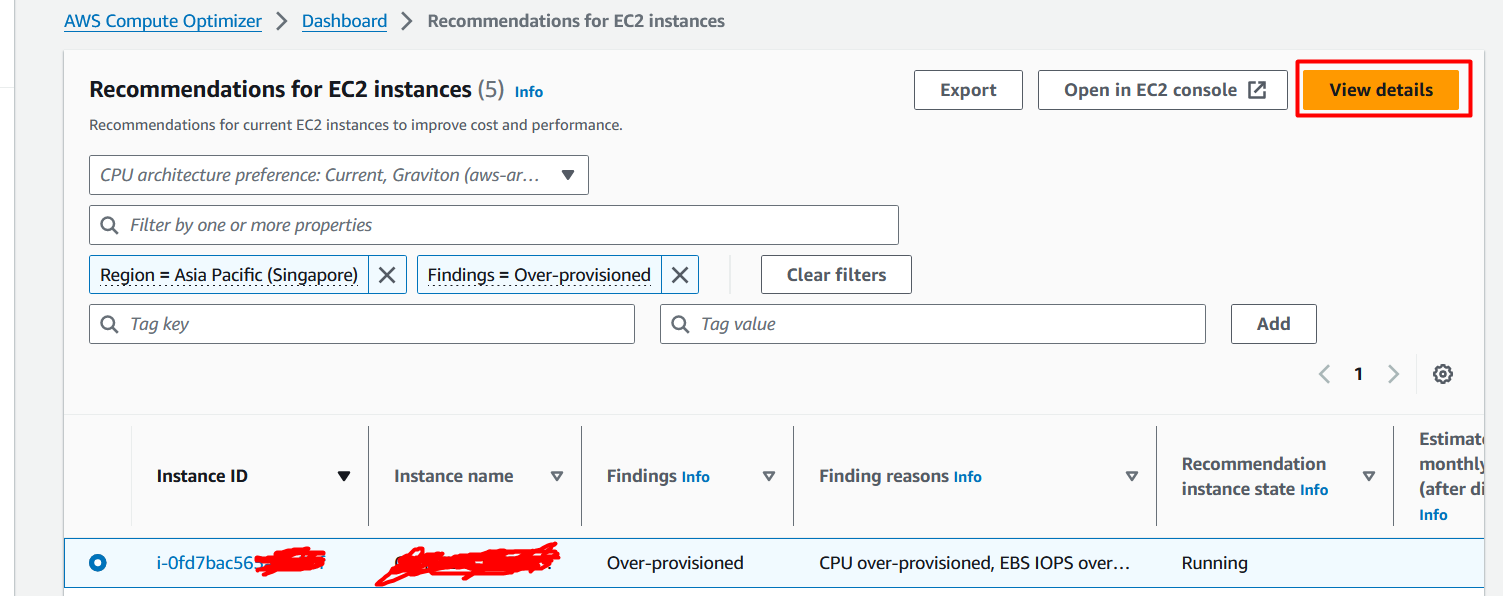 AWS Compute Optimizer > Dashboard > Recommendations for EC2 instances
Recommendations for EC2 instances (5) Info
Export
Open in EC2 console
View details
Recommendations for current EC2 instances to improve cost and performance.
CPU architecture preference: Current, Graviton (aws-ar...
Filter by one or more properties
Region = Asia Pacific (Singapore)
Findings = Over-provisioned
Clear filters
Tag key
Tag value
Add
1
Instance ID
Instance name
Findings Info
Finding reasons Info
Recommendation
instance state Info
Estimate
monthly
(after di
Info
i-0fd7bac56
Over-provisioned
CPU over-provisioned, EBS IOPS over...
Running